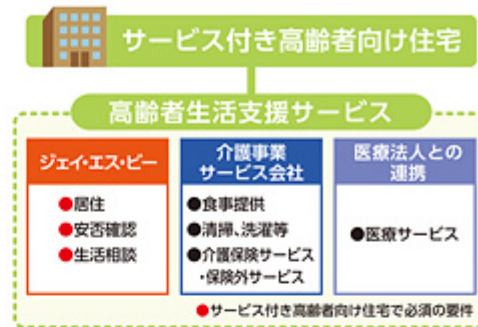 サービス付き高齢者向け住宅
高齢者生活支援サービス
ジェイ・エス・ビー
●居住
●安否確認
●生活相談
介護事業
サービス会社
●食事提供
●清掃、洗濯等
●介護保険サービス
・保険外サービス
医療法人との
連携
●医療サービス
●サービス付き高齢者向け住宅で必須の要件